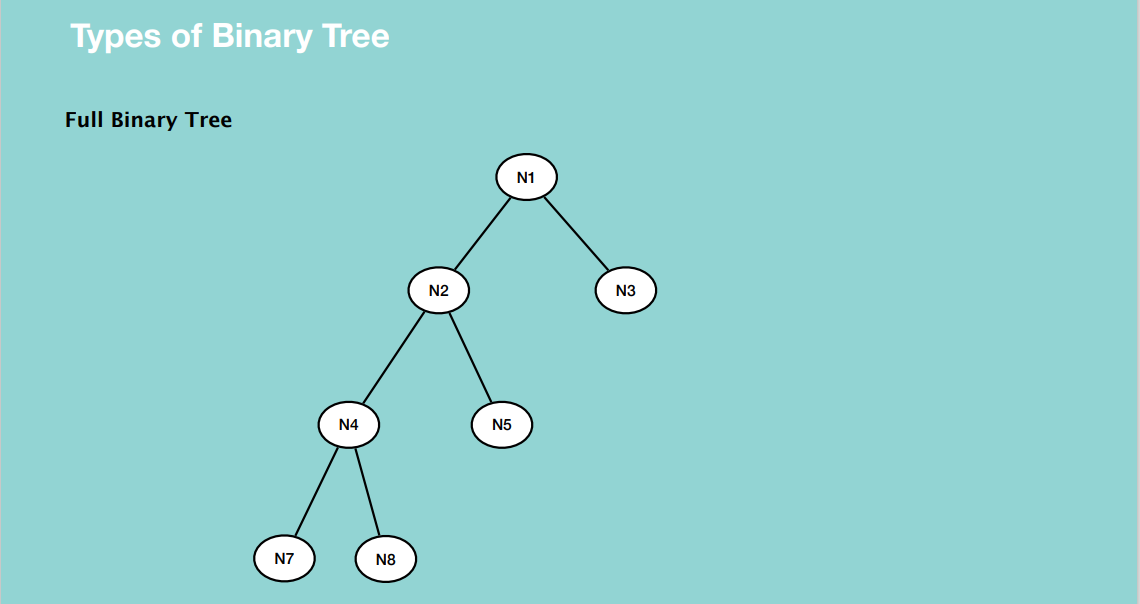 Types of Binary Tree
Full Binary Tree
N1
N2
N3
N4
N5
N7
N8